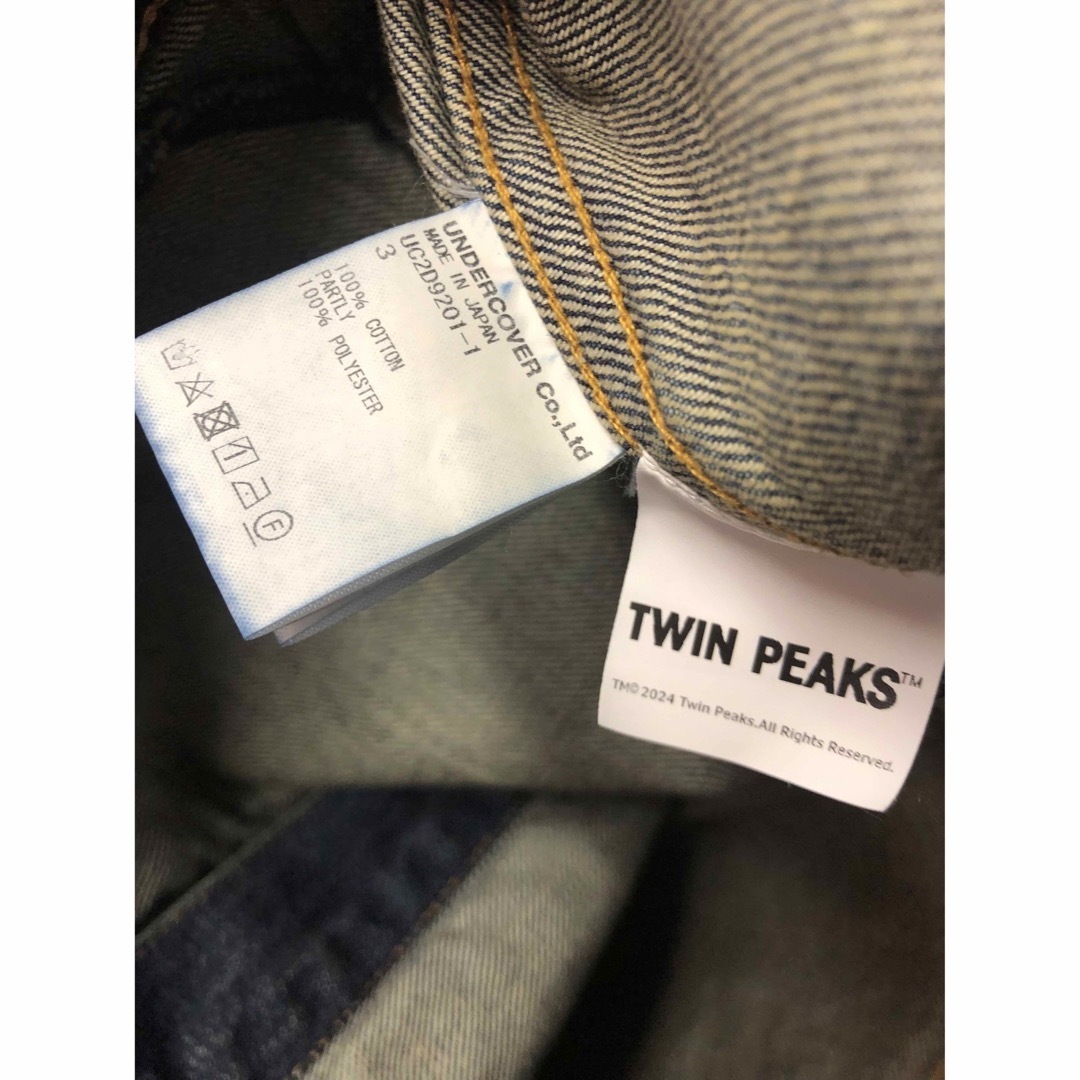 UNDERCOVER Co.,Ltd
MADE IN JAPAN
UC2D9201-1
3
100% COTTON
PARTLY
100% POLYESTER
F
TWIN PEAKS™
TM©2024 Twin Peaks.All Rights Reserved.